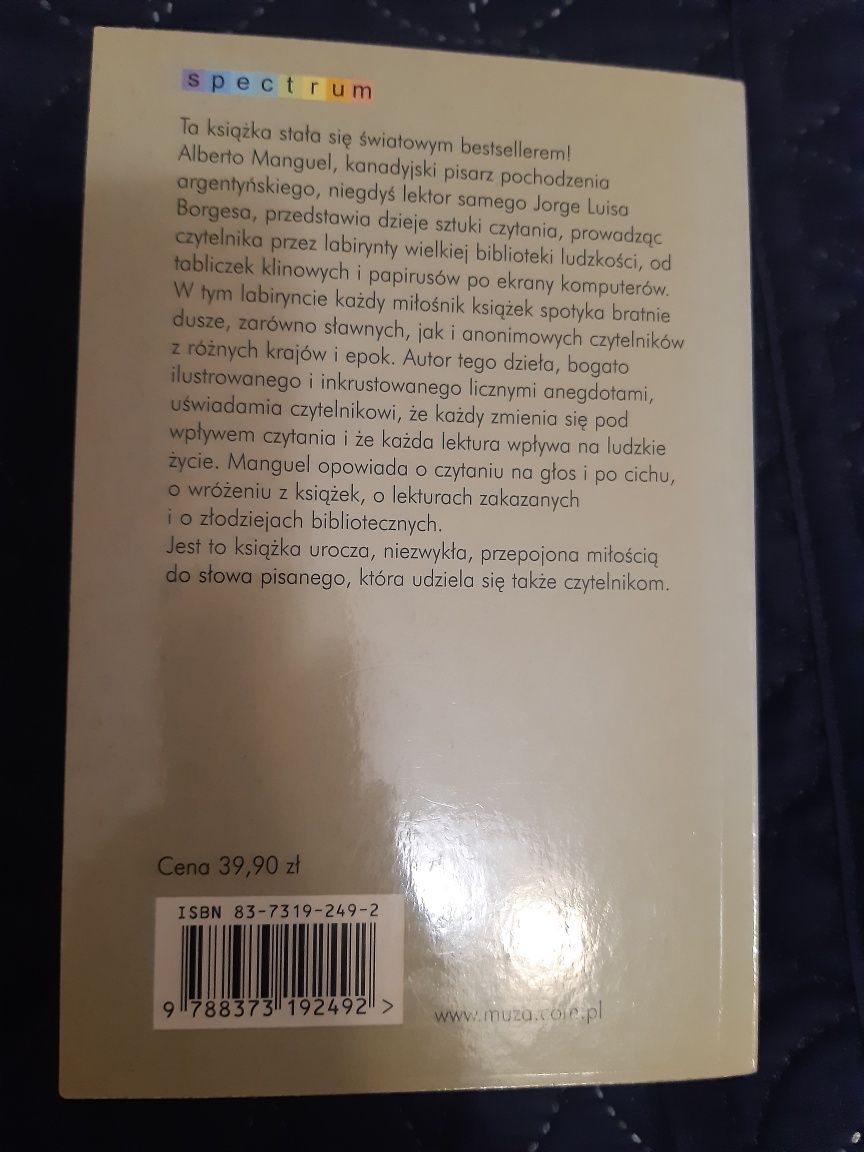 spectrum
Ta książka stała się światowym bestsellerem!
Alberto Manguel, kanadyjski pisarz pochodzenia
argentyńskiego, niegdyś lektor samego Jorge Luisa
Borgesa, przedstawia dzieje sztuki czytania, prowadząc
czytelnika przez labirynty wielkiej biblioteki ludzkości, od
tabliczek klinowych i papirusów po ekrany komputerów.
W tym labiryncie każdy miłośnik książek spotyka bratnie
dusze, zarówno sławnych, jak i anonimowych czytelników
z różnych krajów i epok. Autor tego dzieła, bogato
ilustrowanego i inkrustowanego licznymi anegdotami,
uświadamia czytelnikowi, że każdy zmienia się pod
wpływem czytania i że każda lektura wpływa na ludzkie
życie. Manguel opowiada o czytaniu na głos i po cichu,
o wróżeniu z książek, o lekturach zakazanych
i o złodziejach bibliotecznych.
Jest to książka urocza, niezwykła, przepojona miłością
do słowa pisanego, która udziela się także czytelnikom.
Cena 39,90 zł
ISBN 83-7319-249-2
9 788373 192492 >
www.muza.com.pl